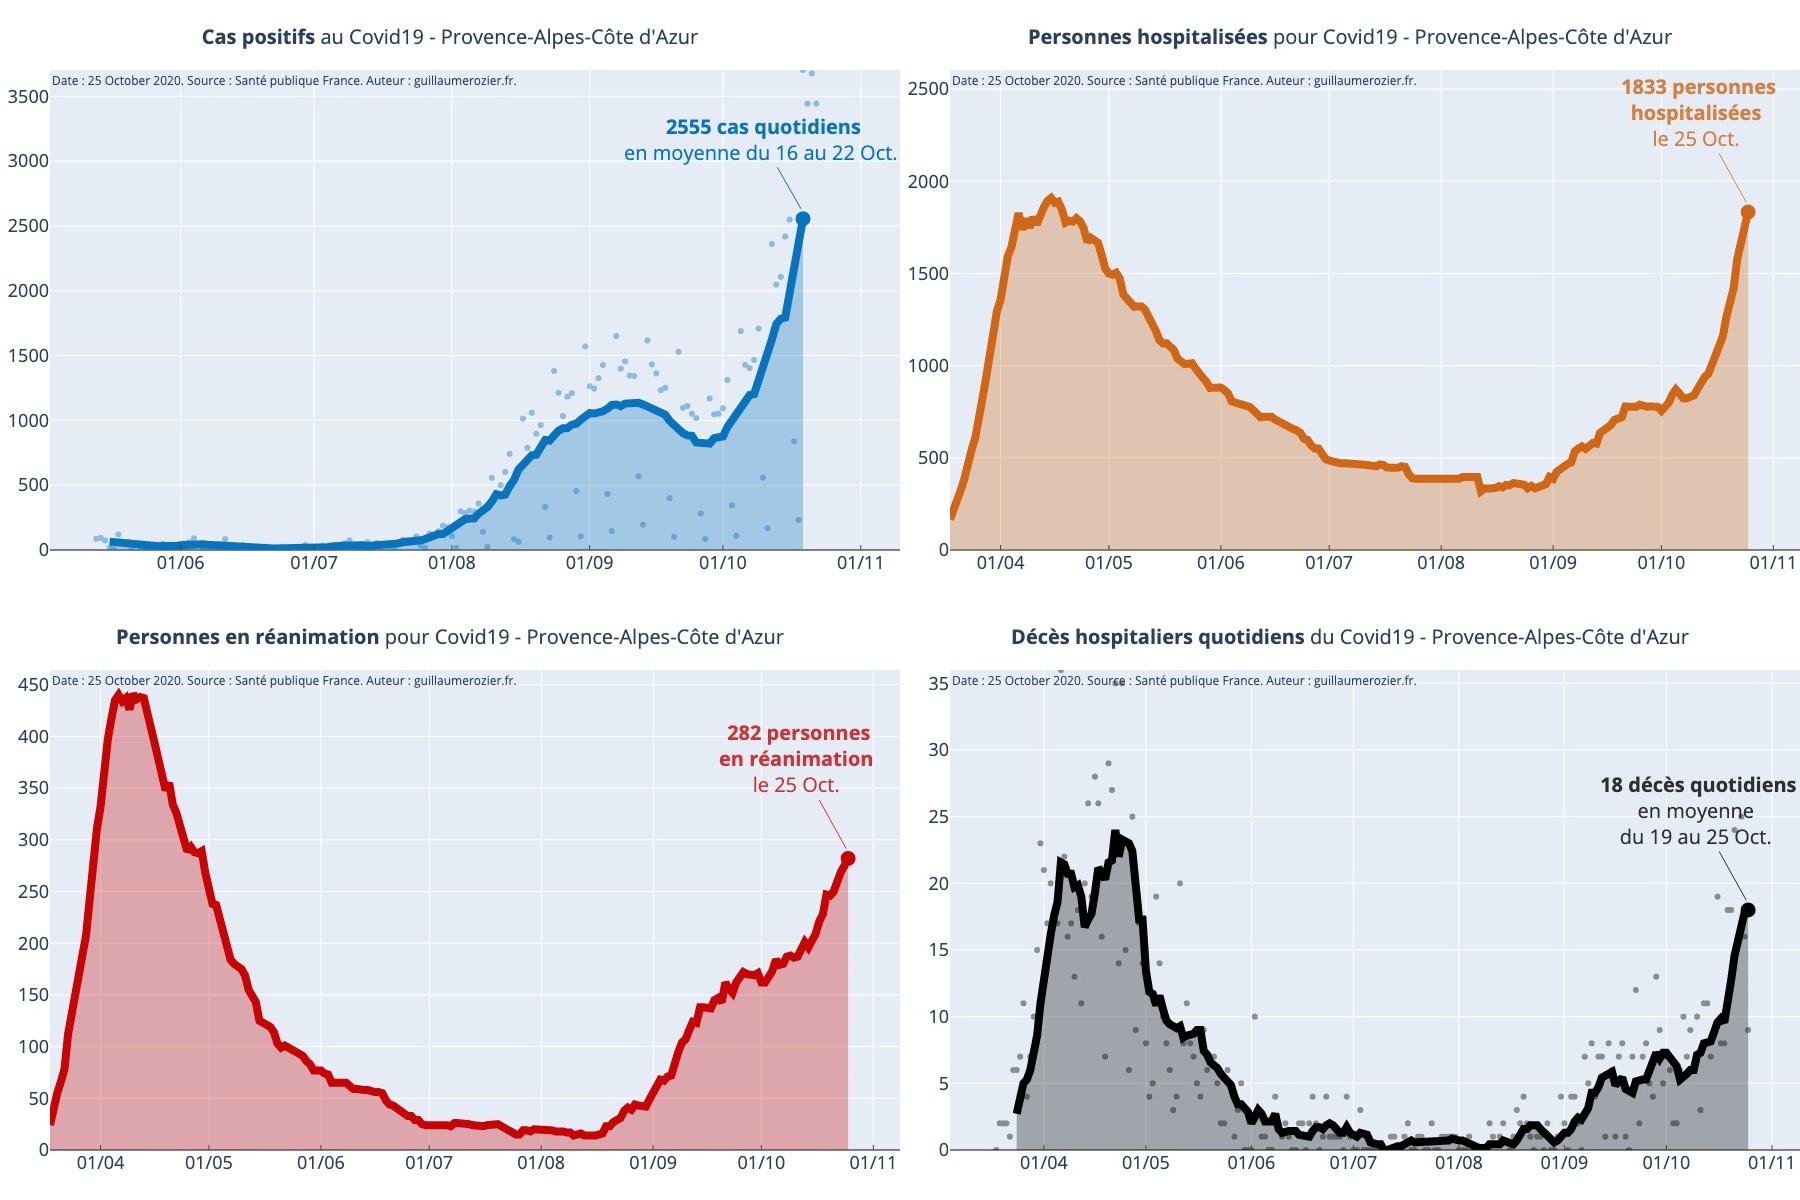 Cas positifs au Covid19 - Provence-Alpes-Côte d'Azur
Date : 25 October 2020. Source : Santé publique France. Auteur : guillaumerozier.fr.
3500
3000
2500
2000
1500
1000
500
0
2555 cas quotidiens
en moyenne du 16 au 22 Oct.
01/06 01/07 01/08 01/09 01/10 01/11
Personnes hospitalisées pour Covid19 - Provence-Alpes-Côte d'Azur
Date : 25 October 2020. Source : Santé publique France. Auteur : guillaumerozier.fr.
2500
2000
1500
1000
500
0
1833 personnes
hospitalisées
le 25 Oct.
01/04 01/05 01/06 01/07 01/08 01/09 01/10 01/11
Personnes en réanimation pour Covid19 - Provence-Alpes-Côte d'Azur
Date : 25 October 2020. Source : Santé publique France. Auteur : guillaumerozier.fr.
450
400
350
300
250
200
150
100
50
0
282 personnes
en réanimation
le 25 Oct.
01/04 01/05 01/06 01/07 01/08 01/09 01/10 01/11
Décès hospitaliers quotidiens du Covid19 - Provence-Alpes-Côte d'Azur
Date : 25 October 2020. Source : Santé publique France. Auteur : guillaumerozier.fr.
35
30
25
20
15
10
5
0
18 décès quotidiens
en moyenne
du 19 au 25 Oct.
01/04 01/05 01/06 01/07 01/08 01/09 01/10 01/11